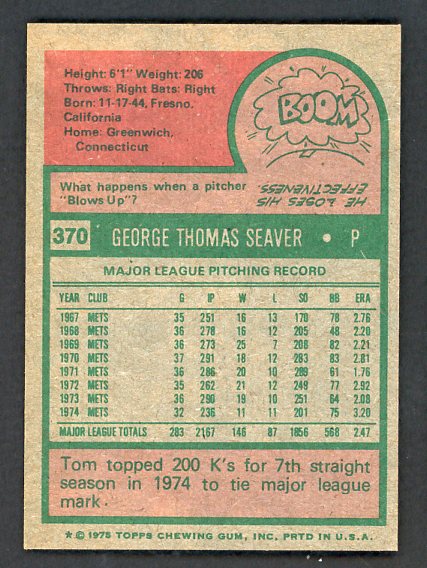 Height: 6'1" Weight: 206
Throws: Right Bats: Right
Born: 11-17-44, Fresno,
California
Home: Greenwich,
Connecticut
BOOM
What happens when a pitcher
"Blows Up"?
HE LOSES HIS
EFFECTIVENESS
370 GEORGE THOMAS SEAVER • P
MAJOR LEAGUE PITCHING RECORD
YEAR CLUB G IP W L SO BB ERA
1967 METS 35 251 16 13 170 78 2.76
1968 METS 36 278 16 12 205 48 2.20
1969 METS 36 273 25 7 208 82 2.21
1970 METS 37 291 18 12 283 83 2.81
1971 METS 36 286 20 10 289 61 1.76
1972 METS 35 262 21 12 249 77 2.92
1973 METS 36 290 19 10 251 64 2.08
1974 METS 32 236 11 11 201 75 3.20
MAJOR LEAGUE TOTALS 283 2167 146 87 1856 568 2.47
Tom topped 200 K's for 7th straight
season in 1974 to tie major league
mark.
★ © 1975 TOPPS CHEWING GUM, INC. PRTD IN U.S.A.